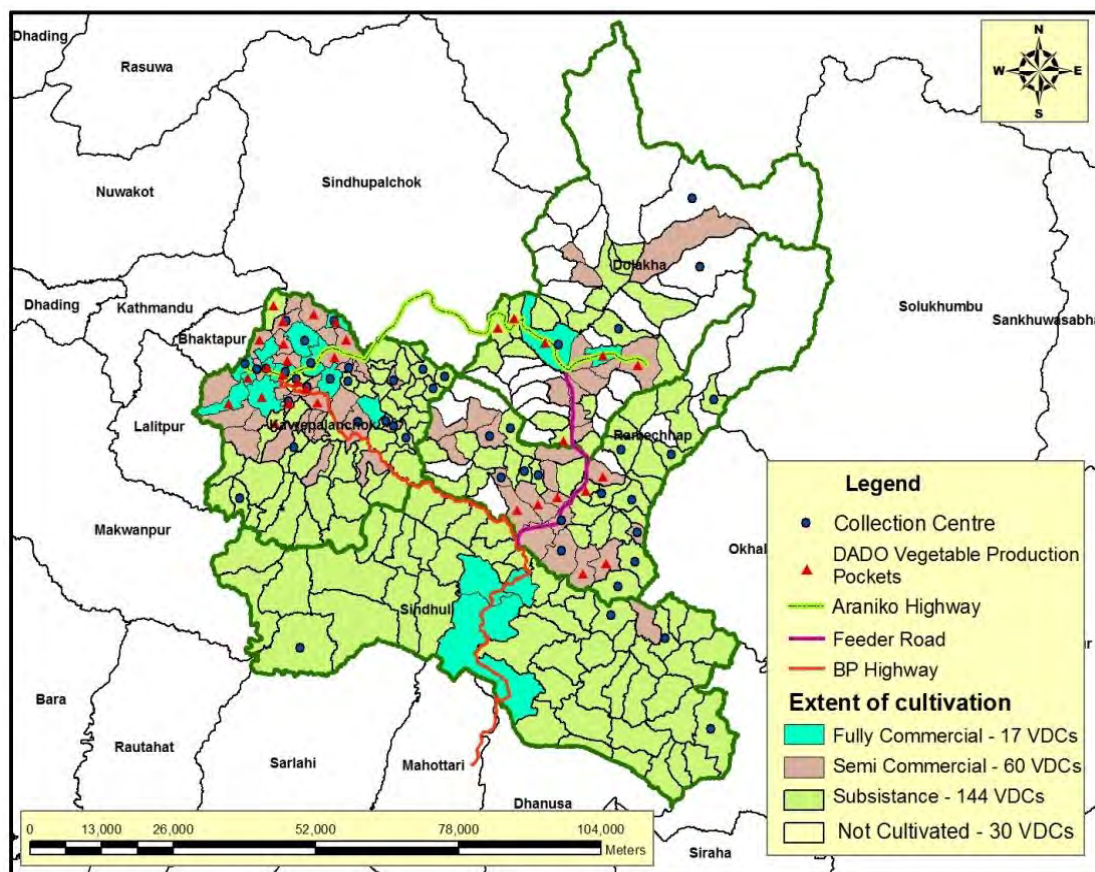 Dhading
Rasuwa
N
W E
S
Nuwakot
Sindhupalchok
Dolakha
Dhading
Kathmandu
Solukhumbu
Sankhuwasabha
Bhaktapur
Lalitpur
Kavrepalanchok
Ramechhap
Makwanpur
Okhal
Sindhuli
Bara
Rautahat
Sarlahi
Mahottari
Dhanusa
Siraha
Legend
Collection Centre
DADO Vegetable Production
Pockets
Araniko Highway
Feeder Road
BP Highway
Extent of cultivation
Fully Commercial - 17 VDCs
Semi Commercial - 60 VDCs
Subsistance - 144 VDCs
Not Cultivated - 30 VDCs
0 13,000 26,000 52,000 78,000 104,000
Meters